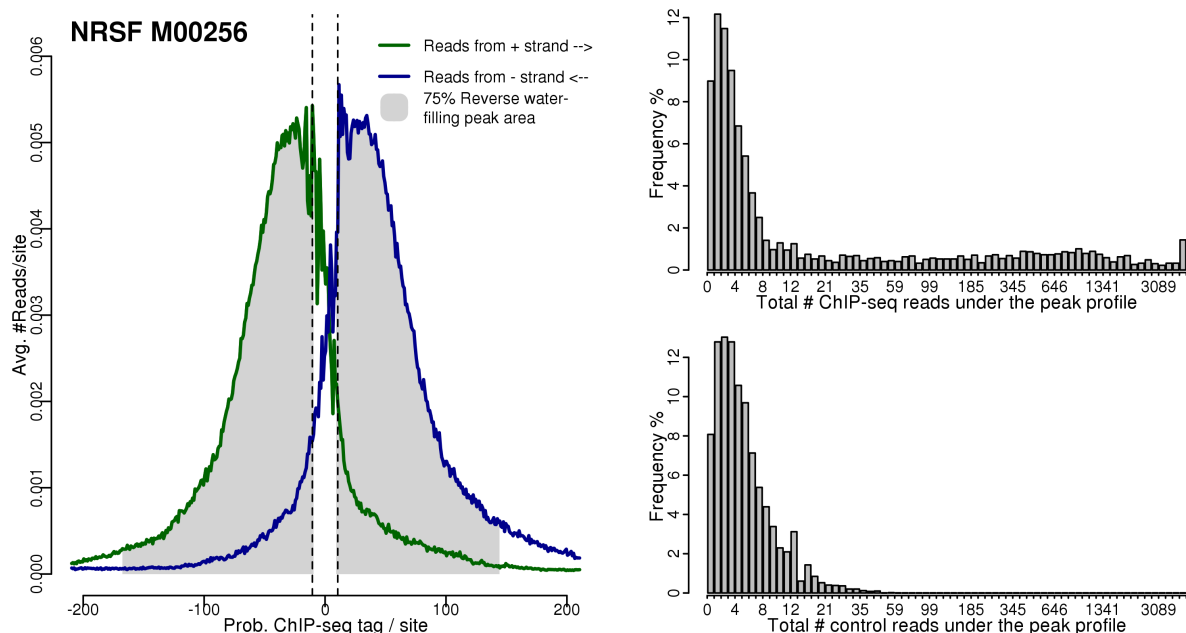 NRSF M00256
Reads from + strand -->
Reads from - strand <--
75% Reverse water-
filling peak area
Avg. #Reads/site
0.000 0.001 0.002 0.003 0.004 0.005 0.006
-200 -100 0 100 200
Prob. ChIP-seq tag / site
Frequency %
0 2 4 6 8 10 12
0 4 8 12 21 35 59 99 185 345 646 1341 3089
Total # ChIP-seq reads under the peak profile
Frequency %
0 2 4 6 8 12
0 4 8 12 21 35 59 99 185 345 646 1341 3089
Total # control reads under the peak profile